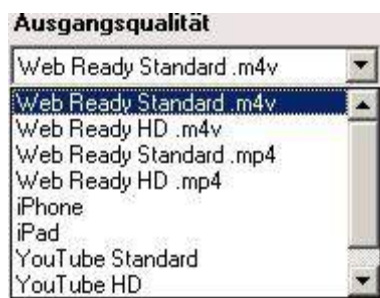 Ausgangsqualität
Web Ready Standard .m4v
Web Ready Standard .m4v
Web Ready HD .m4v
Web Ready Standard .mp4
Web Ready HD .mp4
iPhone
iPad
YouTube Standard
YouTube HD